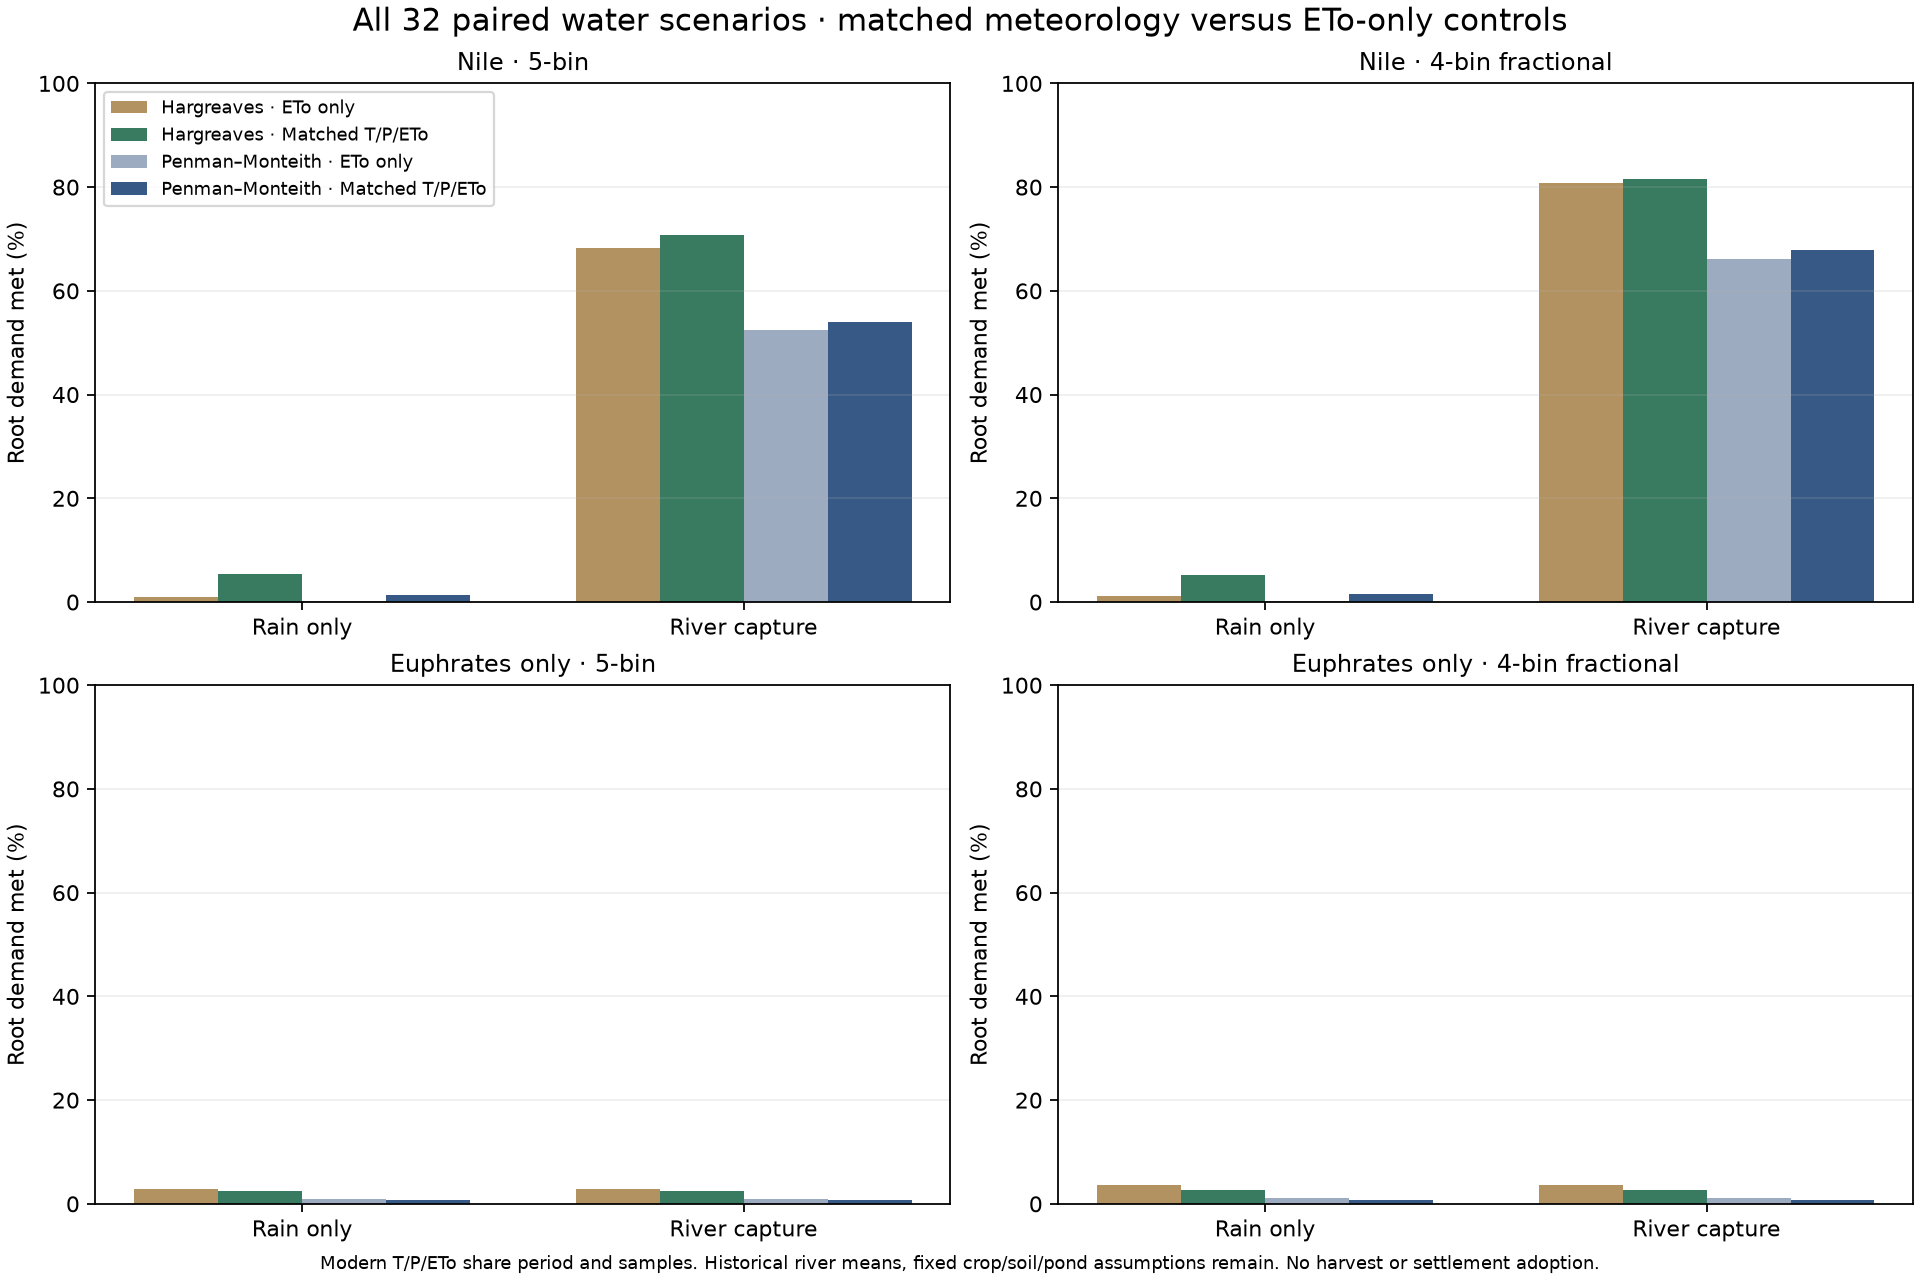 All 32 paired water scenarios · matched meteorology versus ETo-only controls
Nile · 5-bin
100
80
60
40
20
0
Root demand met (%)
Hargreaves · ETo only
Hargreaves · Matched T/P/ETo
Penman–Monteith · ETo only
Penman–Monteith · Matched T/P/ETo
Rain only
River capture
Nile · 4-bin fractional
100
80
60
40
20
0
Root demand met (%)
Rain only
River capture
Euphrates only · 5-bin
100
80
60
40
20
0
Root demand met (%)
Rain only
River capture
Euphrates only · 4-bin fractional
100
80
60
40
20
0
Root demand met (%)
Rain only
River capture
Modern T/P/ETo share period and samples. Historical river means, fixed crop/soil/pond assumptions remain. No harvest or settlement adoption.